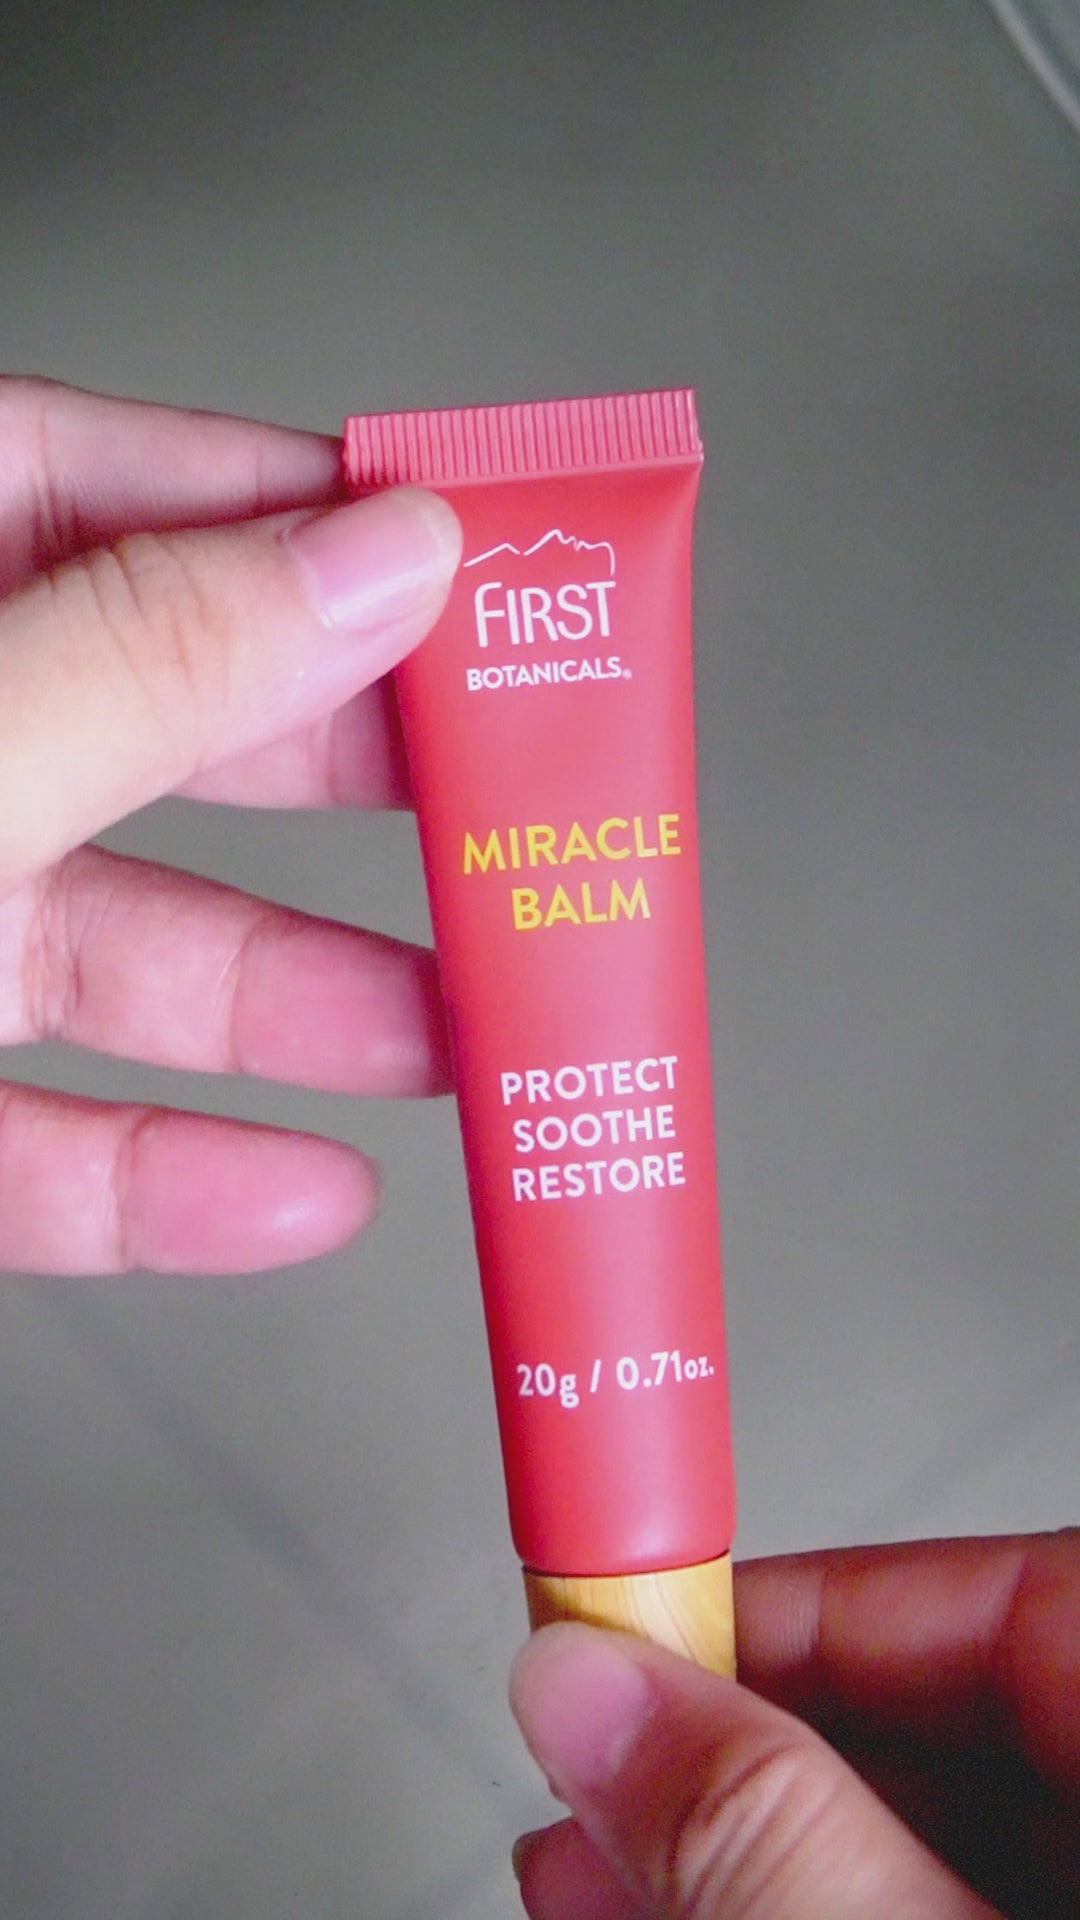 FIRST
BOTANICALS®
MIRACLE
BALM
PROTECT
SOOTHE
RESTORE
20g / 0.71oz.